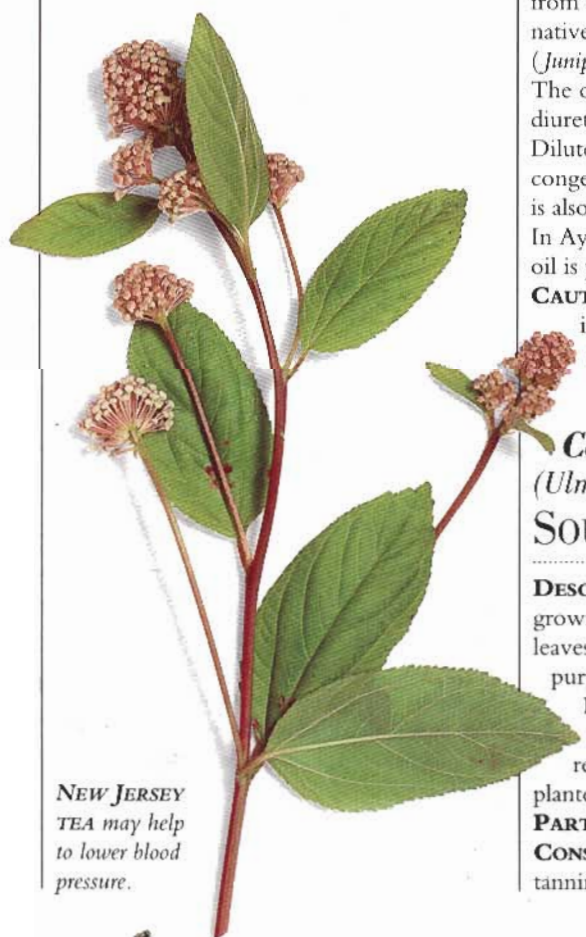 NEW JERSEY
TEA may help
to lower blood
pressure.
from
native
(Junip
The o
diuret
Dilute
conge
is also
In Ay
oil is
CAUT
i
C
(Ulm
SOU
DESC
grow
leaves
pur
re
plante
PART
CONS
tannin